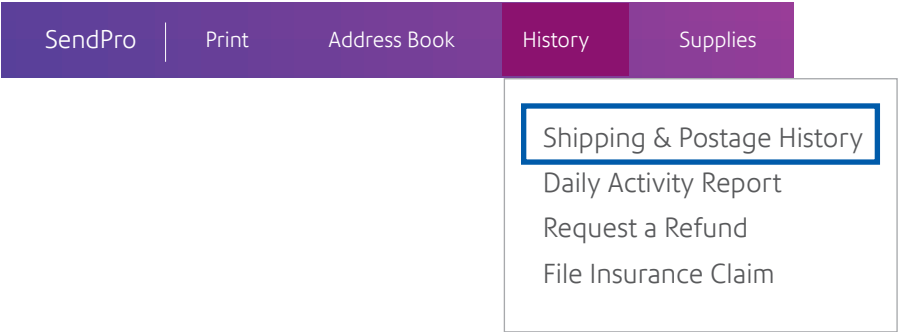 SendPro Print Address Book History Supplies
Shipping & Postage History
Daily Activity Report
Request a Refund
File Insurance Claim